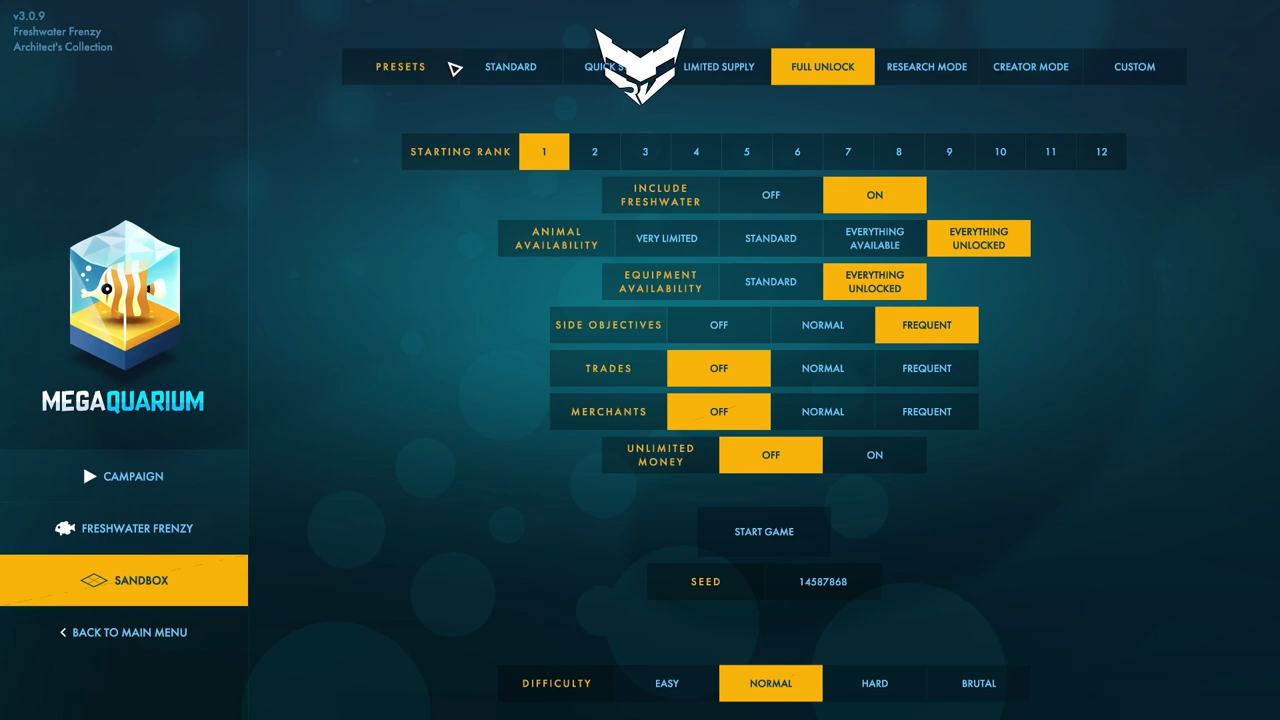 v3.0.9
Freshwater Frenzy
Architect's Collection
PRESETS STANDARD QUICK LIMITED SUPPLY FULL UNLOCK RESEARCH MODE CREATOR MODE CUSTOM
STARTING RANK 1 2 3 4 5 6 7 8 9 10 11 12
INCLUDE
FRESHWATER
OFF ON
ANIMAL
AVAILABILITY
VERY LIMITED STANDARD
EVERYTHING
AVAILABLE
EVERYTHING
UNLOCKED
EQUIPMENT
AVAILABILITY
STANDARD
EVERYTHING
UNLOCKED
SIDE OBJECTIVES OFF NORMAL FREQUENT
TRADES OFF NORMAL FREQUENT
MERCHANTS OFF NORMAL FREQUENT
UNLIMITED
MONEY
OFF ON
START GAME
SEED 14587868
DIFFICULTY EASY NORMAL HARD BRUTAL
MEGAQUARIUM
CAMPAIGN
FRESHWATER FRENZY
SANDBOX
BACK TO MAIN MENU